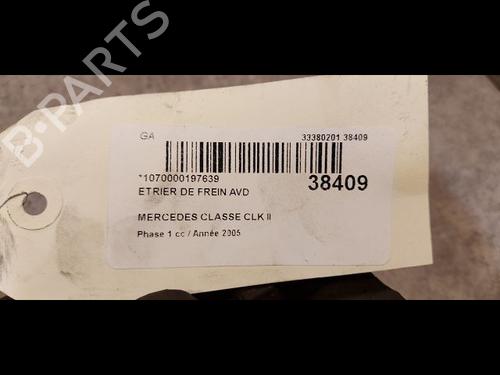 GA 33380201 38409
*1070000197639
ETRIER DE FREIN AVD 38409
MERCEDES CLASSE CLK II
Phase 1 cc / Année 2005
B-PARTS